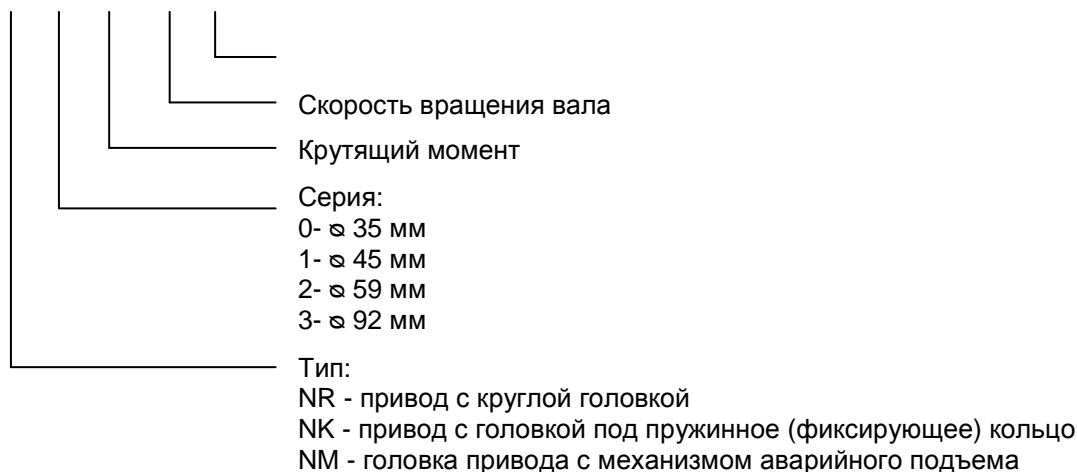 Скорость вращения вала
Крутящий момент
Серия:
0- ⦰ 35 мм
1- ⦰ 45 мм
2- ⦰ 59 мм
3- ⦰ 92 мм
Тип:
NR - привод с круглой головкой
NK - привод с головкой под пружинное (фиксирующее) кольцо
NM - головка привода с механизмом аварийного подъема